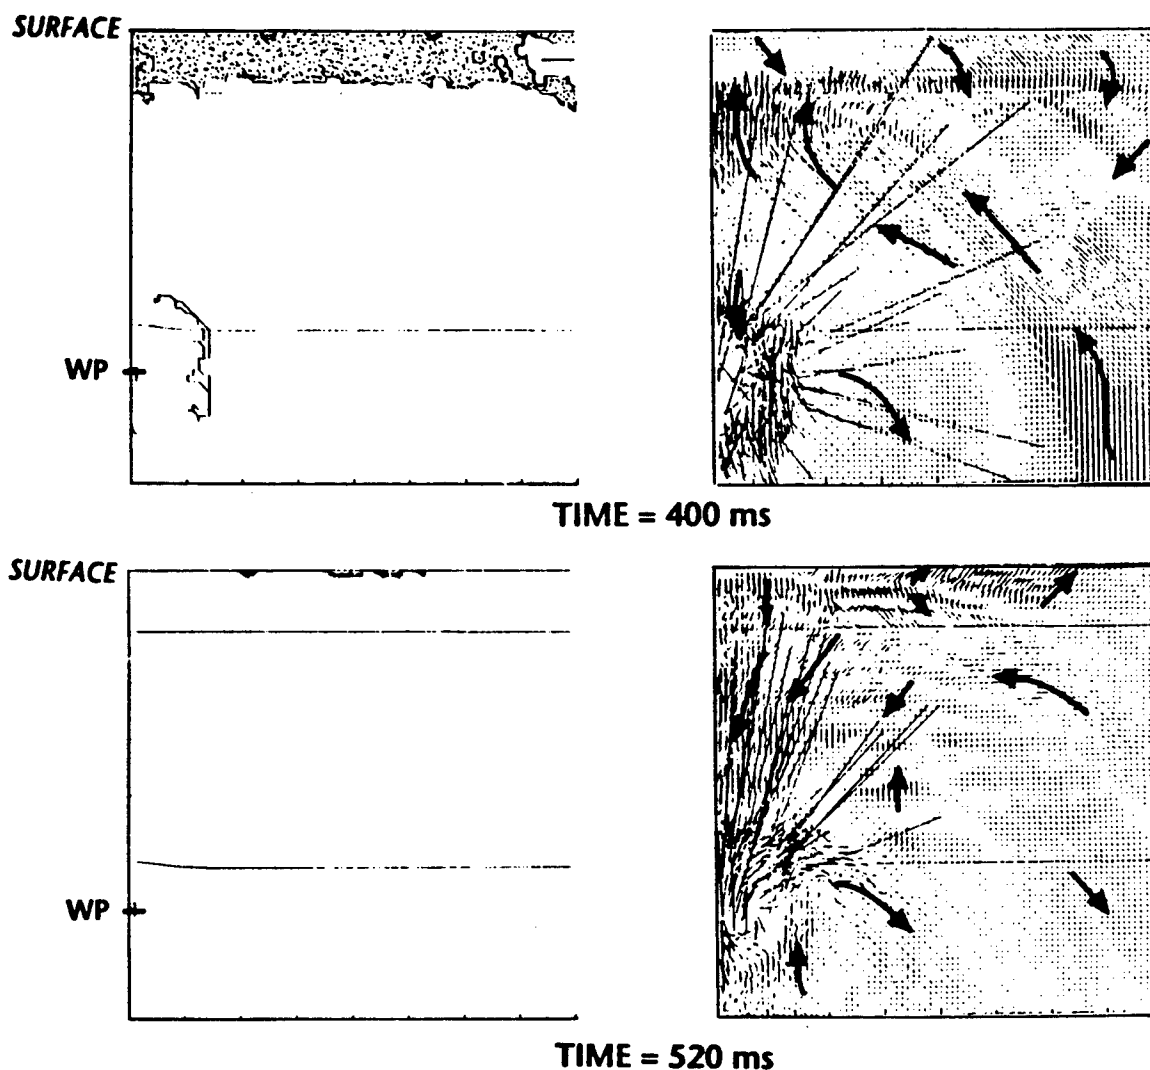 SURFACE
WP
TIME = 400 ms
SURFACE
WP
TIME = 520 ms